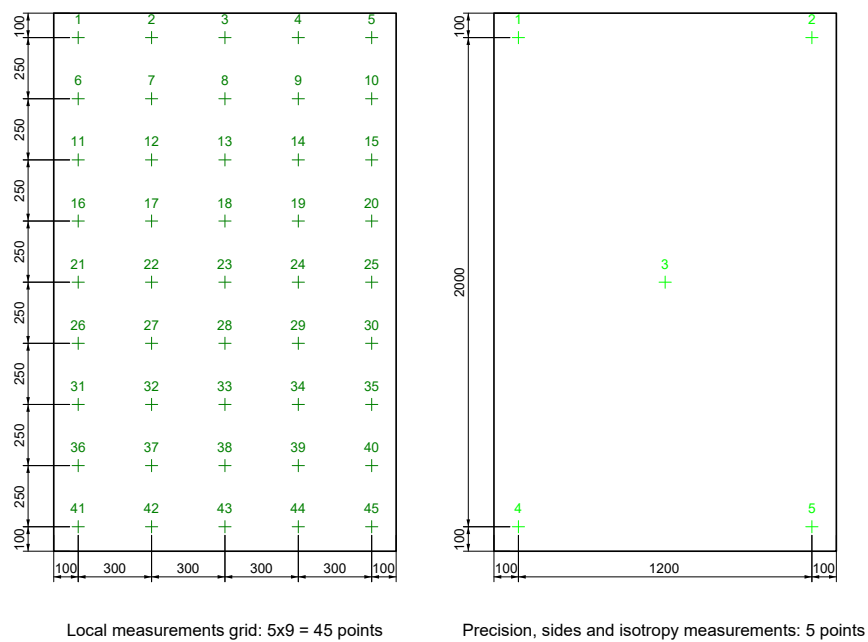 1 2 3 4 5
100
250
6 7 8 9 10
250
11 12 13 14 15
250
16 17 18 19 20
250
21 22 23 24 25
250
26 27 28 29 30
250
31 32 33 34 35
250
36 37 38 39 40
250
41 42 43 44 45
100
100 300 300 300 300 100
Local measurements grid: 5x9 = 45 points
1 2
100
3
2000
4 5
100
100 1200 100
Precision, sides and isotropy measurements: 5 points